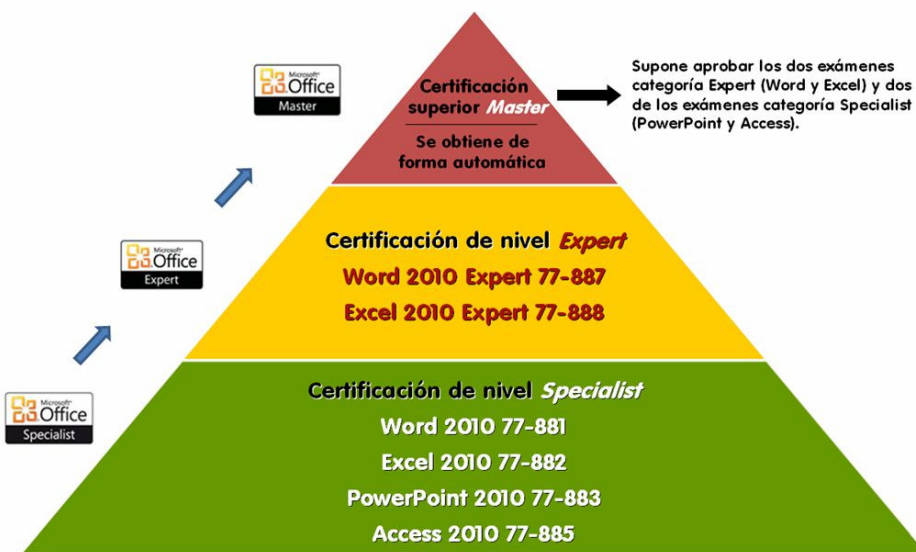 Microsoft®
Office
Master
Certificación
superior Master
Se obtiene de
forma automática
Supone aprobar los dos exámenes
categoría Expert (Word y Excel) y dos
de los exámenes categoría Specialist
(PowerPoint y Access).
Microsoft®
Office
Expert
Certificación de nivel Expert
Word 2010 Expert 77-887
Excel 2010 Expert 77-888
Microsoft®
Office
Specialist
Certificación de nivel Specialist
Word 2010 77-881
Excel 2010 77-882
PowerPoint 2010 77-883
Access 2010 77-885